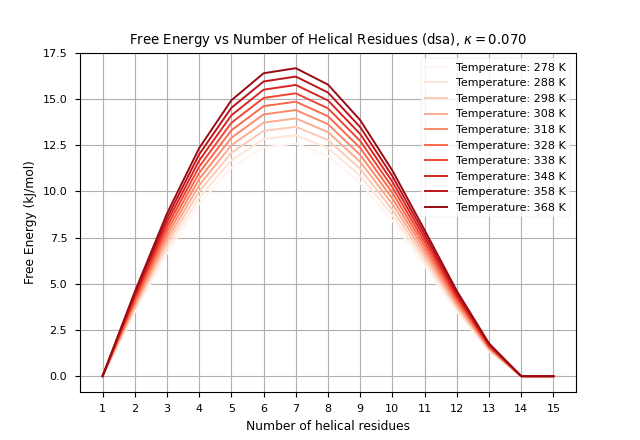 Free Energy vs Number of Helical Residues (dsa), κ = 0.070
17.5
15.0
12.5
10.0
7.5
5.0
2.5
0.0
Free Energy (kJ/mol)
Temperature: 278 K
Temperature: 288 K
Temperature: 298 K
Temperature: 308 K
Temperature: 318 K
Temperature: 328 K
Temperature: 338 K
Temperature: 348 K
Temperature: 358 K
Temperature: 368 K
1 2 3 4 5 6 7 8 9 10 11 12 13 14 15
Number of helical residues